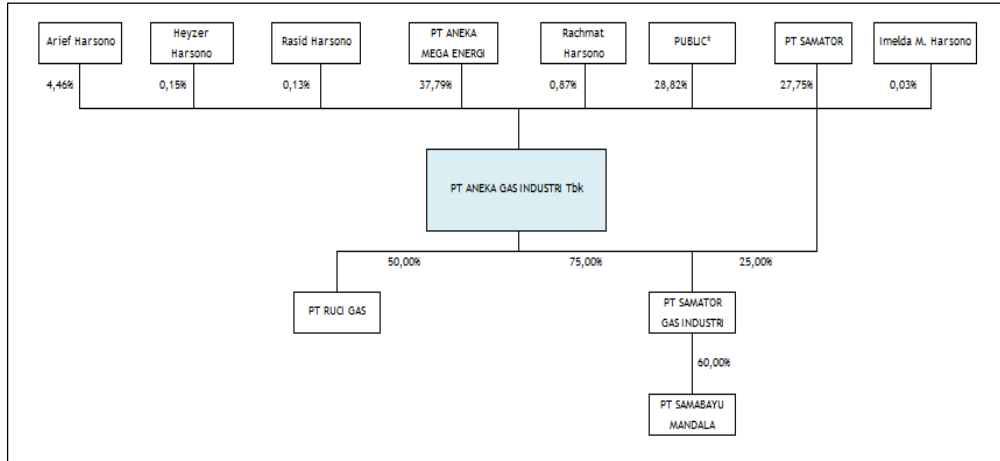 Arief Harsono
Heyzer
Harsono
Rasid Harsono
PT ANEKA
MEGA ENERGI
Rachmat
Harsono
PUBLIC*
PT SAMATOR
Imelda M. Harsono
4,46%
0,15%
0,13%
37,79%
0,87%
28,82%
27,75%
0,03%
PT ANEKA GAS INDUSTRI Tbk
50,00%
75,00%
25,00%
PT RUCI GAS
PT SAMATOR
GAS INDUSTRI
60,00%
PT SAMABAYU
MANDALA